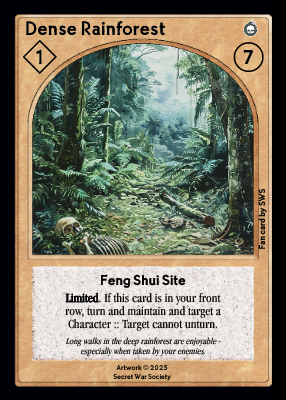 Dense Rainforest
1
7
Fan card by SWS
Feng Shui Site
Limited. If this card is in your front
row, turn and maintain and target a
Character :: Target cannot unturn.
Long walks in the deep rainforest are enjoyable -
especially when taken by your enemies.
Artwork © 2025
Secret War Society